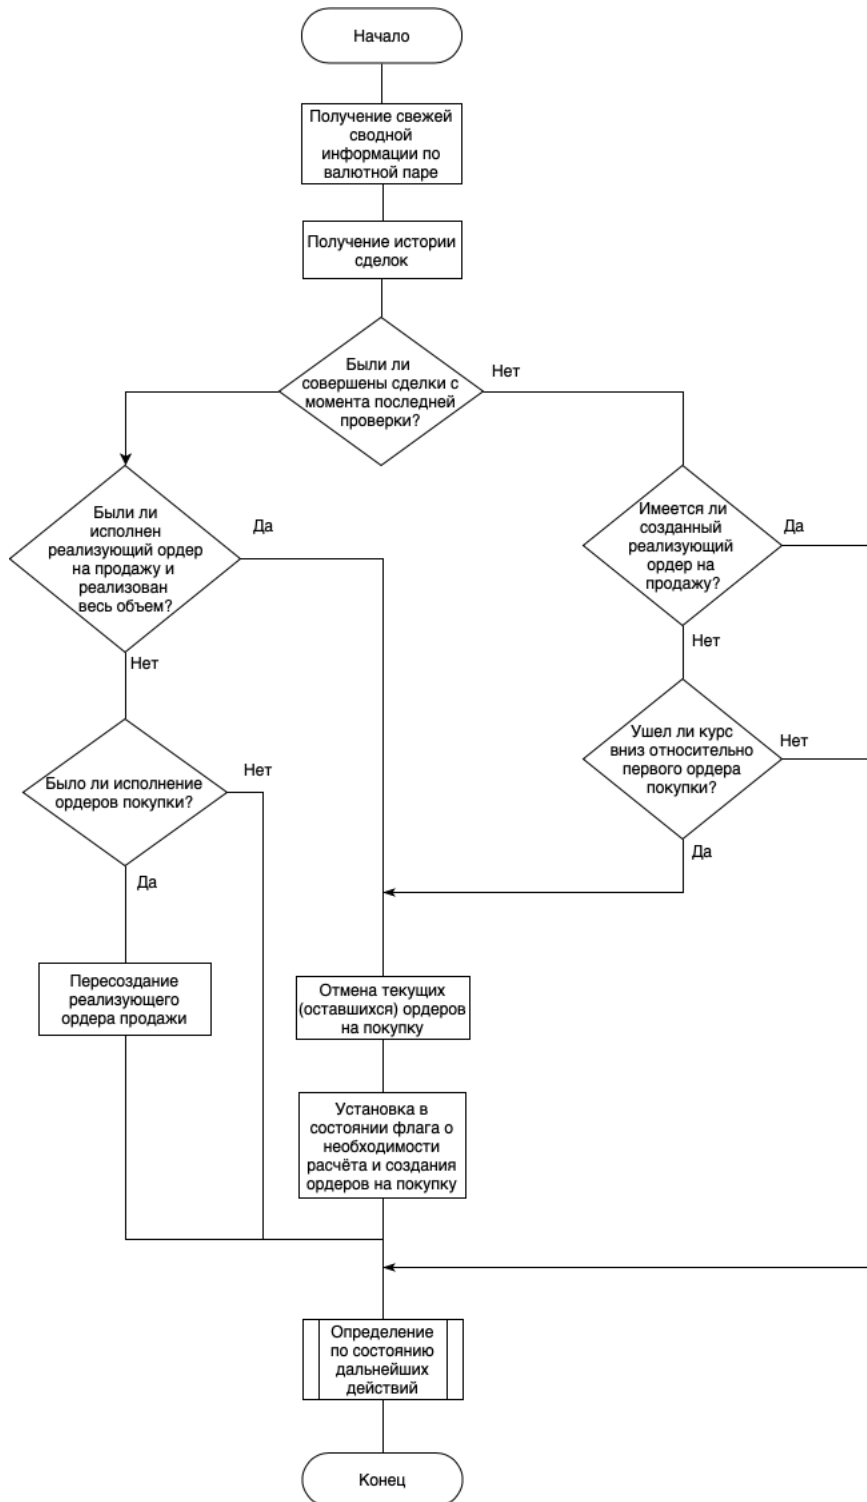 Начало
Получение свежей
сводной
информации по
валютной паре
Получение истории
сделок
Были ли
совершены сделки с
момента последней
проверки?
Нет
Были ли
исполнен
реализующий ордер
на продажу и
реализован
весь объем?
Да
Имеется ли
созданный
реализующий
ордер на
продажу?
Да
Нет
Нет
Ушел ли курс
вниз относительно
первого ордера
покупки?
Нет
Было ли исполнение
ордеров покупки?
Нет
Да
Да
Пересоздание
реализующего
ордера продажи
Отмена текущих
(оставшихся) ордеров
на покупку
Установка в
состоянии флага о
необходимости
расчёта и создания
ордеров на покупку
Определение
по состоянию
дальнейших
действий
Конец